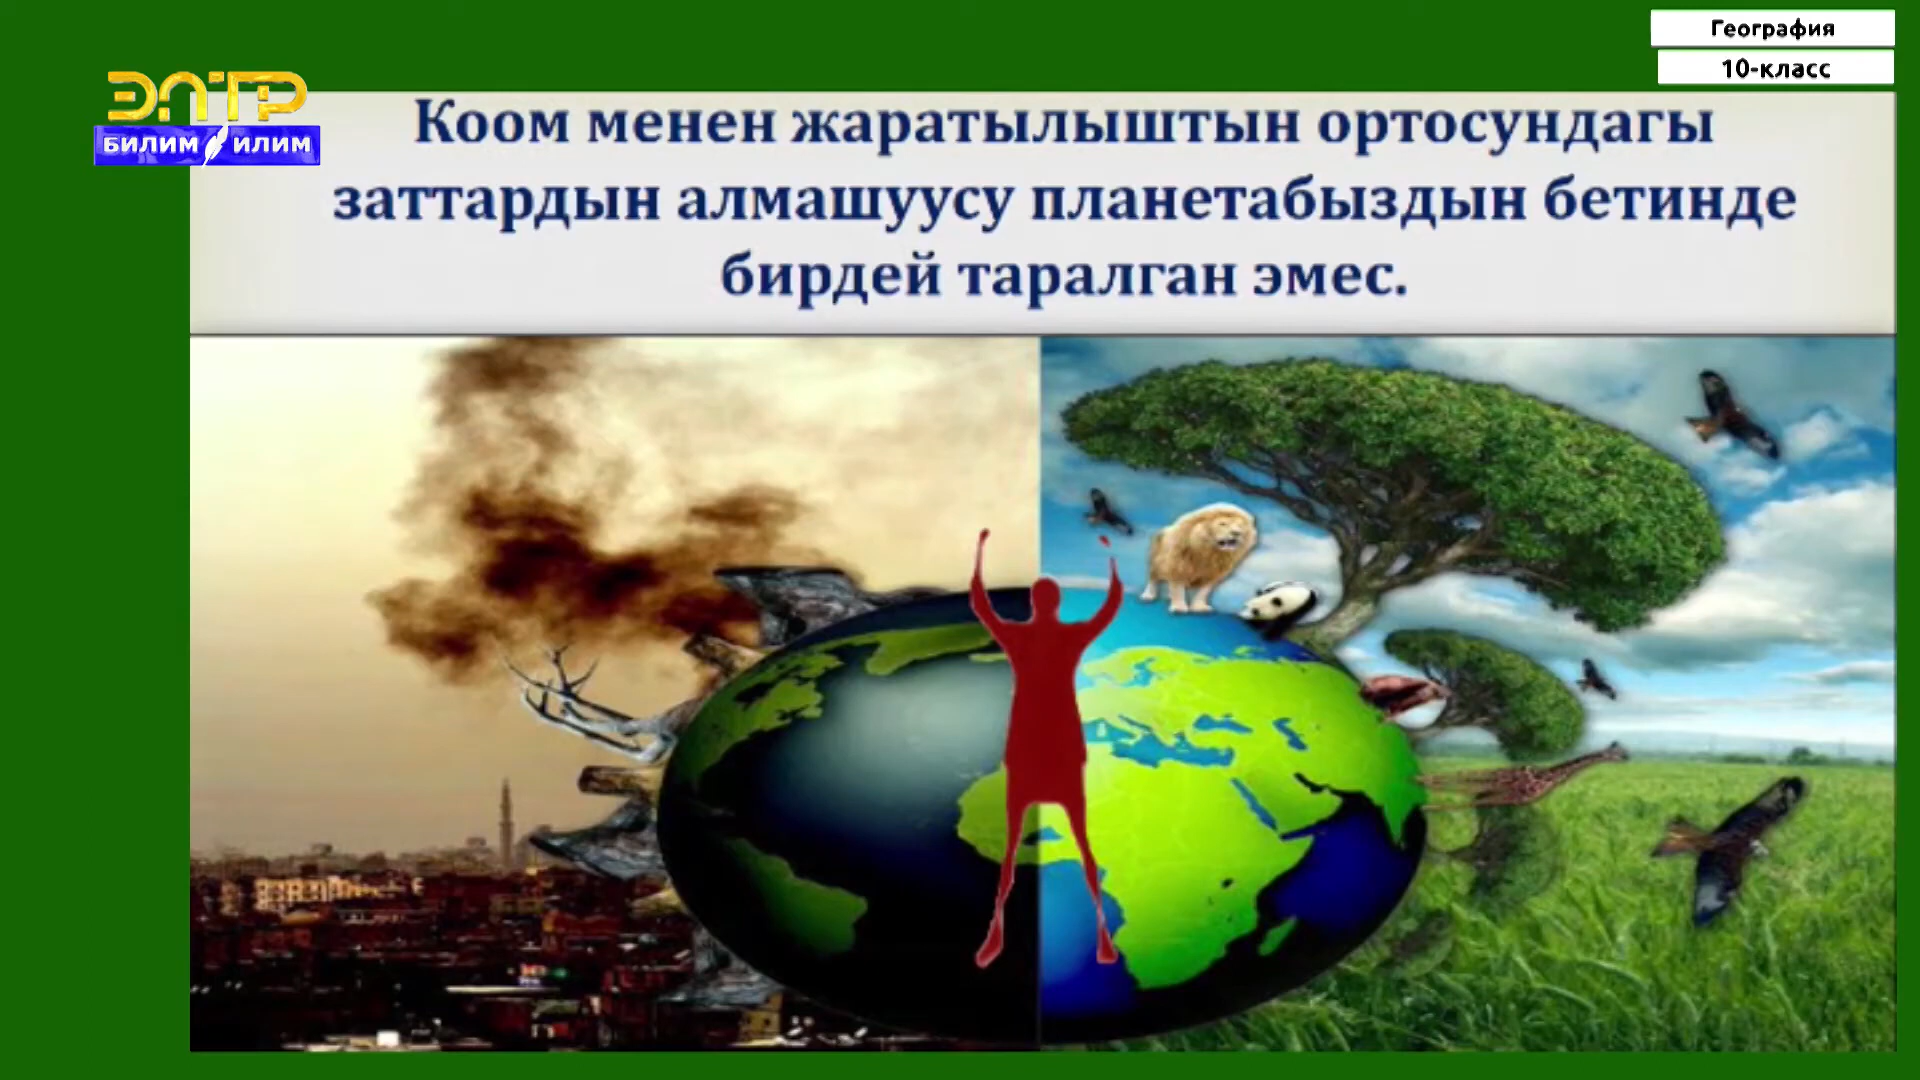 География
10-класс
ЭЛТР
БИЛИМ ИЛИМ
Коом менен жаратылыштын ортосундагы
заттардын алмашуусу планетабыздын бетинде
бирдей таралган эмес.